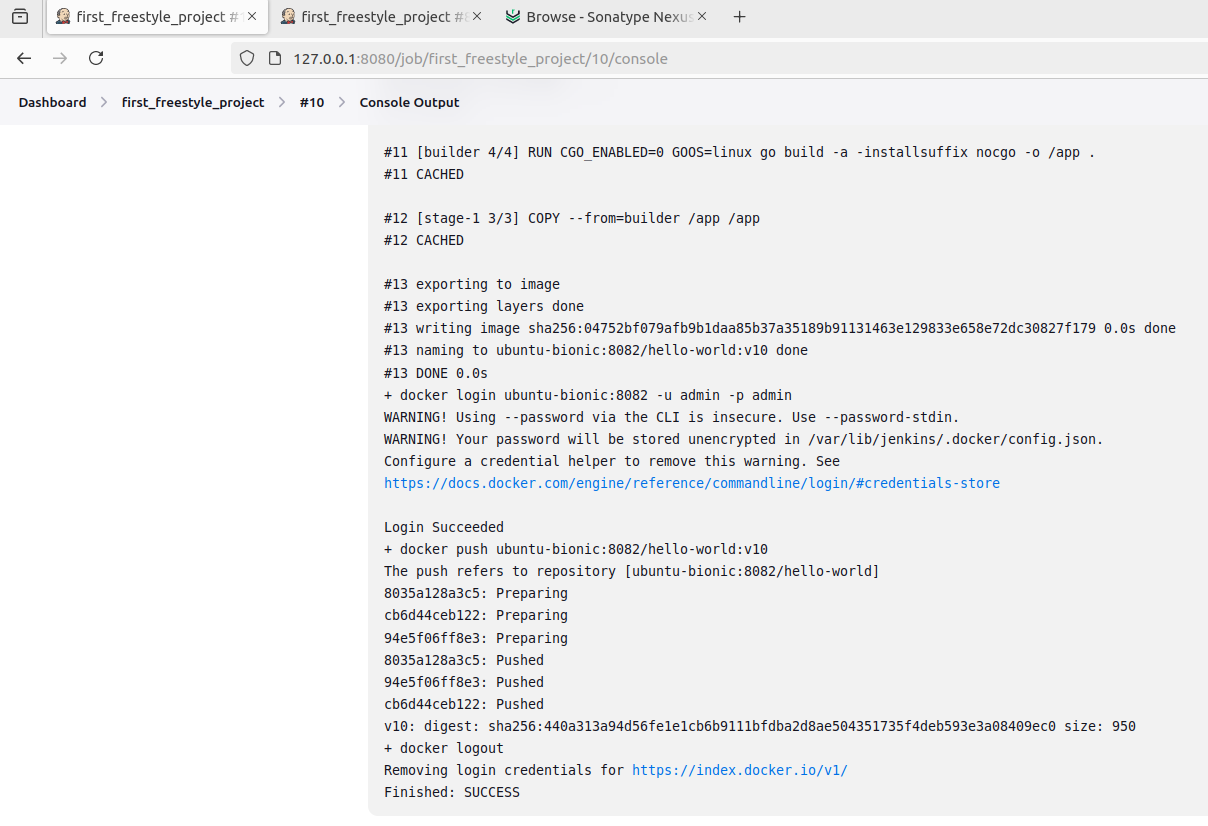 first_freestyle_project #1
first_freestyle_project #8
Browse - Sonatype Nexus
127.0.0.1:8080/job/first_freestyle_project/10/console
Dashboard > first_freestyle_project > #10 > Console Output
#11 [builder 4/4] RUN CGO_ENABLED=0 GOOS=linux go build -a -installsuffix nocgo -o /app .
#11 CACHED
#12 [stage-1 3/3] COPY --from=builder /app /app
#12 CACHED
#13 exporting to image
#13 exporting layers done
#13 writing image sha256:04752bf079afb9b1daa85b37a35189b91131463e129833e658e72dc30827f179 0.0s done
#13 naming to ubuntu-bionic:8082/hello-world:v10 done
#13 DONE 0.0s
+ docker login ubuntu-bionic:8082 -u admin -p admin
WARNING! Using --password via the CLI is insecure. Use --password-stdin.
WARNING! Your password will be stored unencrypted in /var/lib/jenkins/.docker/config.json.
Configure a credential helper to remove this warning. See
https://docs.docker.com/engine/reference/commandline/login/#credentials-store
Login Succeeded
+ docker push ubuntu-bionic:8082/hello-world:v10
The push refers to repository [ubuntu-bionic:8082/hello-world]
8035a128a3c5: Preparing
cb6d44ceb122: Preparing
94e5f06ff8e3: Preparing
8035a128a3c5: Pushed
94e5f06ff8e3: Pushed
cb6d44ceb122: Pushed
v10: digest: sha256:440a313a94d56fe1e1cb6b9111bfdba2d8ae504351735f4deb593e3a08409ec0 size: 950
+ docker logout
Removing login credentials for https://index.docker.io/v1/
Finished: SUCCESS